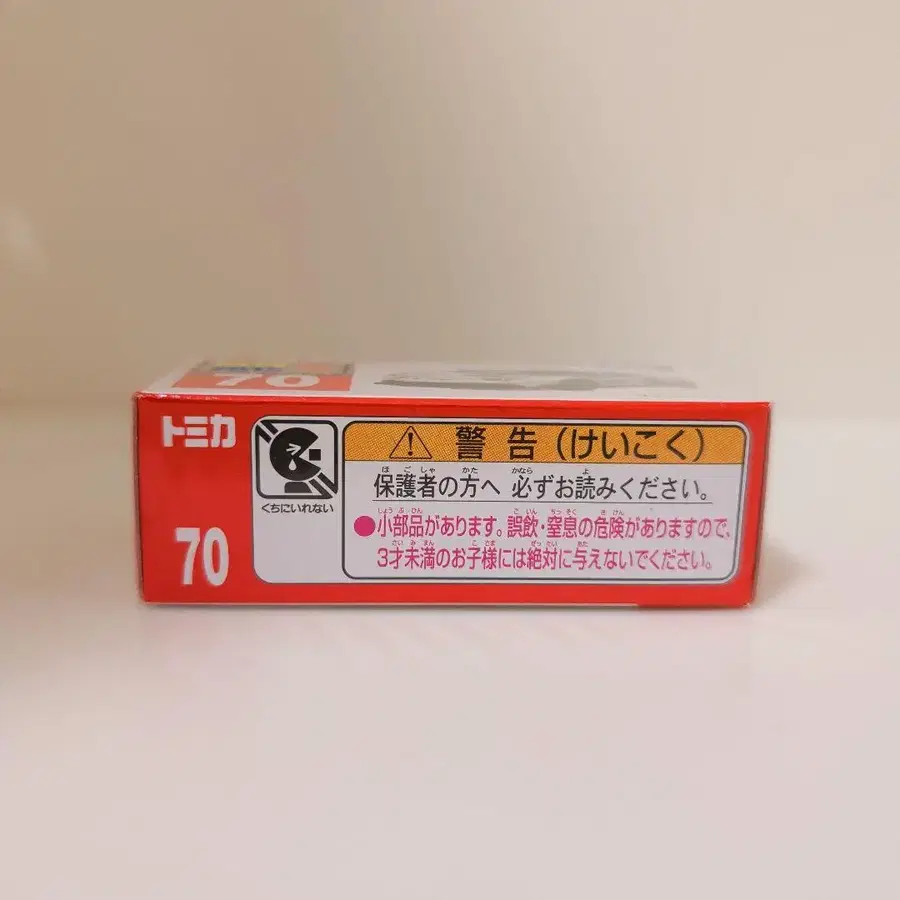 70
トミカ
70
くちにいれない
警告(けいこく)
保護者の方へ 必ずお読みください。
●小部品があります。誤飲・窒息の危険がありますので、
3才未満のお子様には絶対に与えないでください。